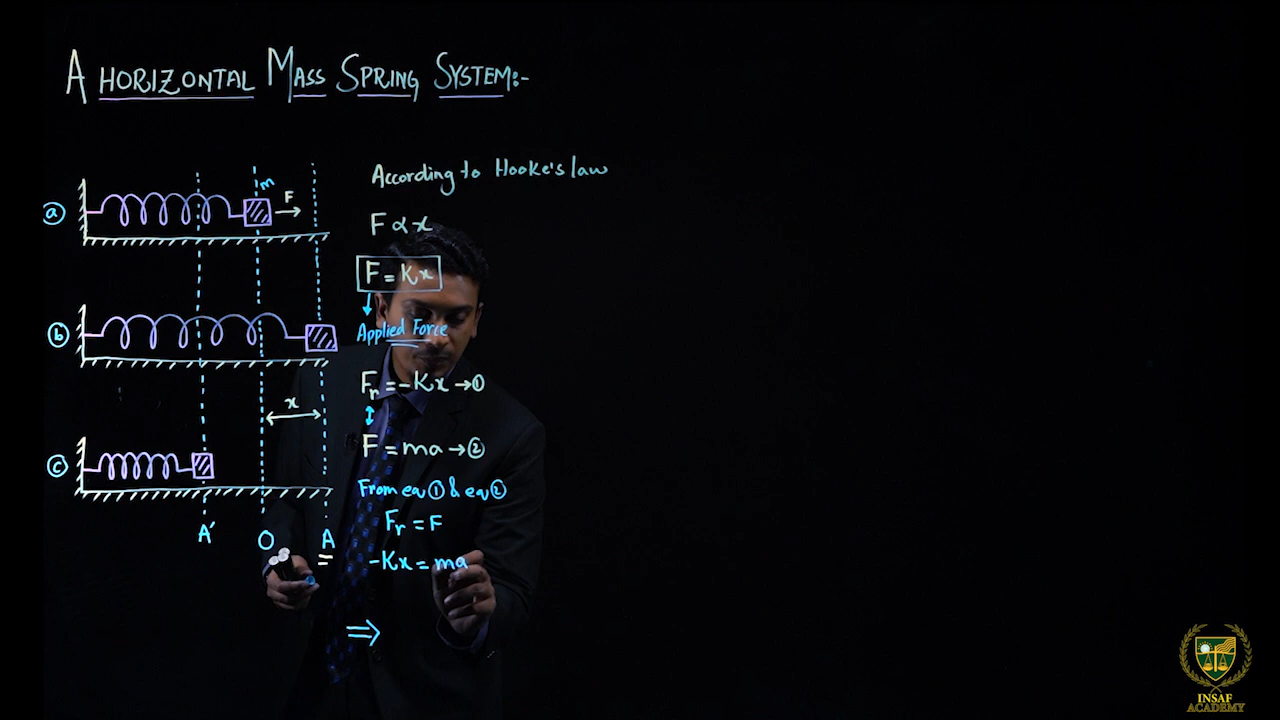 A HORIZONTAL MASS SPRING SYSTEM:-
According to Hooke's law
F ∝ x
F = Kx
Applied Force
Fr = -Kx → ①
F = ma → ②
From eq ① & eq ②
Fr = F
-Kx = ma
⇒
ⓐ
m
F
ⓑ
x
ⓒ
A' O A
INSAF
ACADEMY